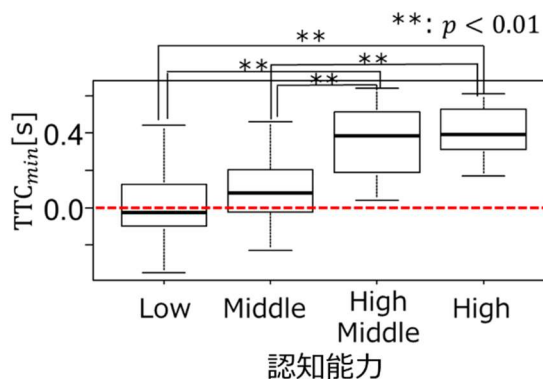 **: p < 0.01
**
**
**
**
TTCmin[s]
0.4
0.0
Low
Middle
High
Middle
High
認知能力